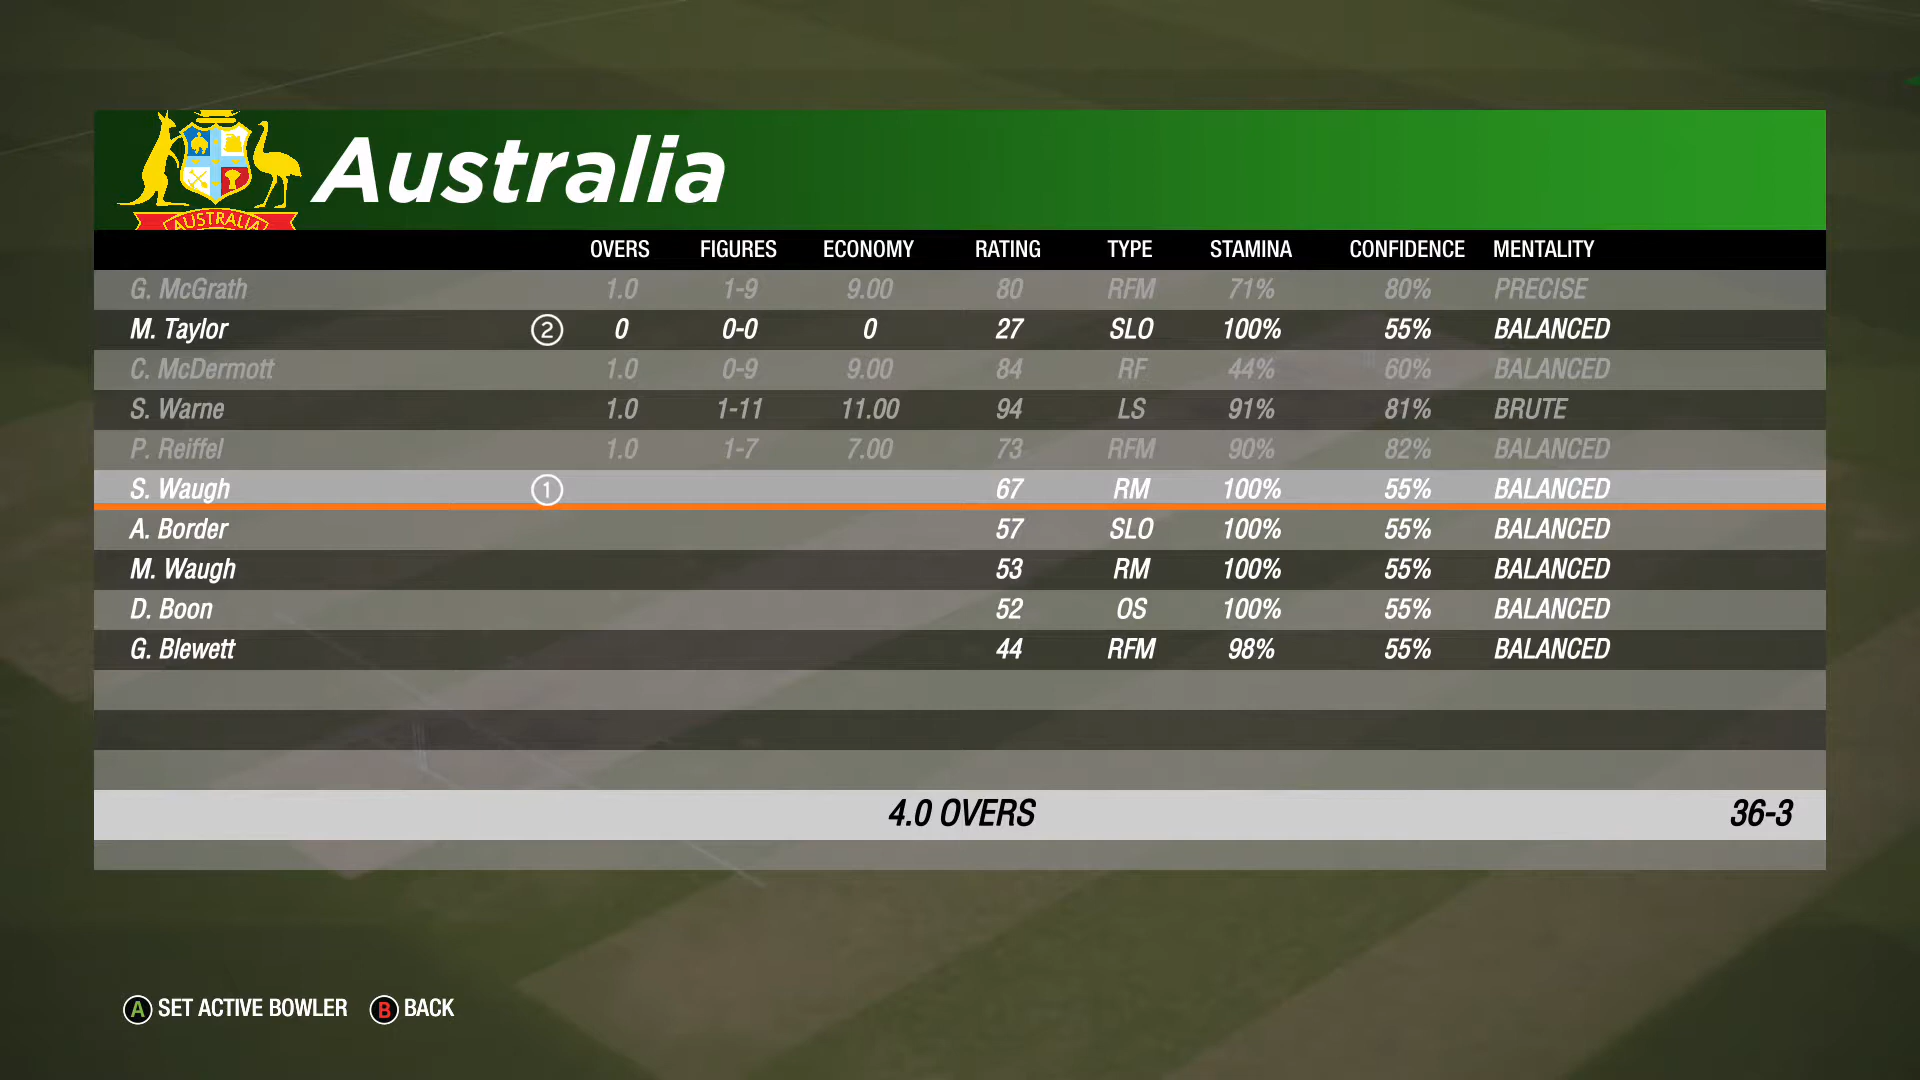 AUSTRALIA
Australia
OVERS FIGURES ECONOMY RATING TYPE STAMINA CONFIDENCE MENTALITY
G. McGrath 1.0 1-9 9.00 80 RFM 71% 80% PRECISE
M. Taylor 2 0 0-0 0 27 SLO 100% 55% BALANCED
C. McDermott 1.0 0-9 9.00 84 RF 44% 60% BALANCED
S. Warne 1.0 1-11 11.00 94 LS 91% 81% BRUTE
P. Reiffel 1.0 1-7 7.00 73 RFM 90% 82% BALANCED
S. Waugh 1 67 RM 100% 55% BALANCED
A. Border 57 SLO 100% 55% BALANCED
M. Waugh 53 RM 100% 55% BALANCED
D. Boon 52 OS 100% 55% BALANCED
G. Blewett 44 RFM 98% 55% BALANCED
4.0 OVERS 36-3
A SET ACTIVE BOWLER B BACK